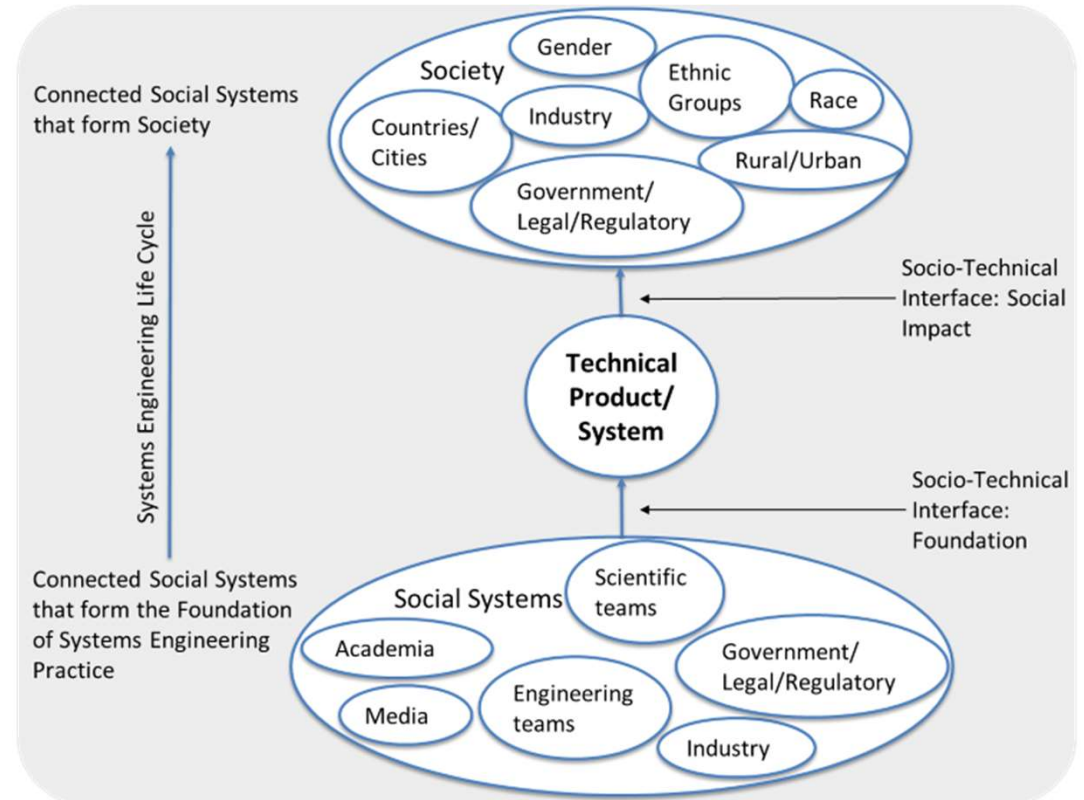 Gender
Society
Ethnic
Groups
Race
Connected Social Systems
that form Society
Industry
Countries/
Cities
Rural/Urban
Government/
Legal/Regulatory
Systems Engineering Life Cycle
Socio-Technical
Interface: Social
Impact
Technical
Product/
System
Socio-Technical
Interface:
Foundation
Connected Social Systems
that form the Foundation
of Systems Engineering
Practice
Social Systems
Scientific
teams
Academia
Government/
Legal/Regulatory
Engineering
teams
Media
Industry